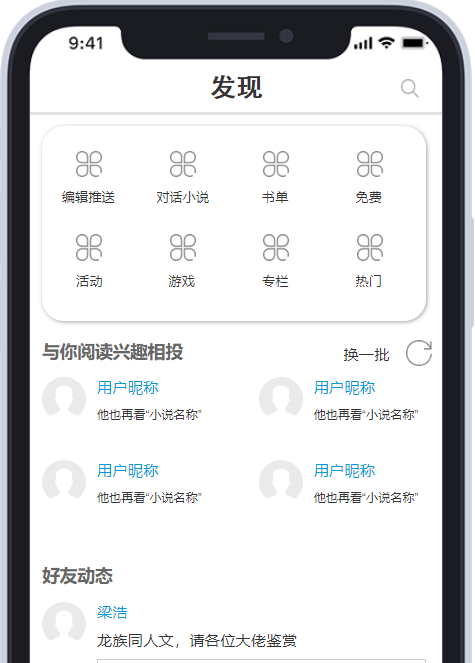 9:41
发现
编辑推送 对话小说 书单 免费
活动 游戏 专栏 热门
与你阅读兴趣相投 换一批
用户昵称 用户昵称
他也再看“小说名称” 他也再看“小说名称”
用户昵称 用户昵称
他也再看“小说名称” 他也再看“小说名称”
好友动态
梁浩
龙族同人文，请各位大佬鉴赏